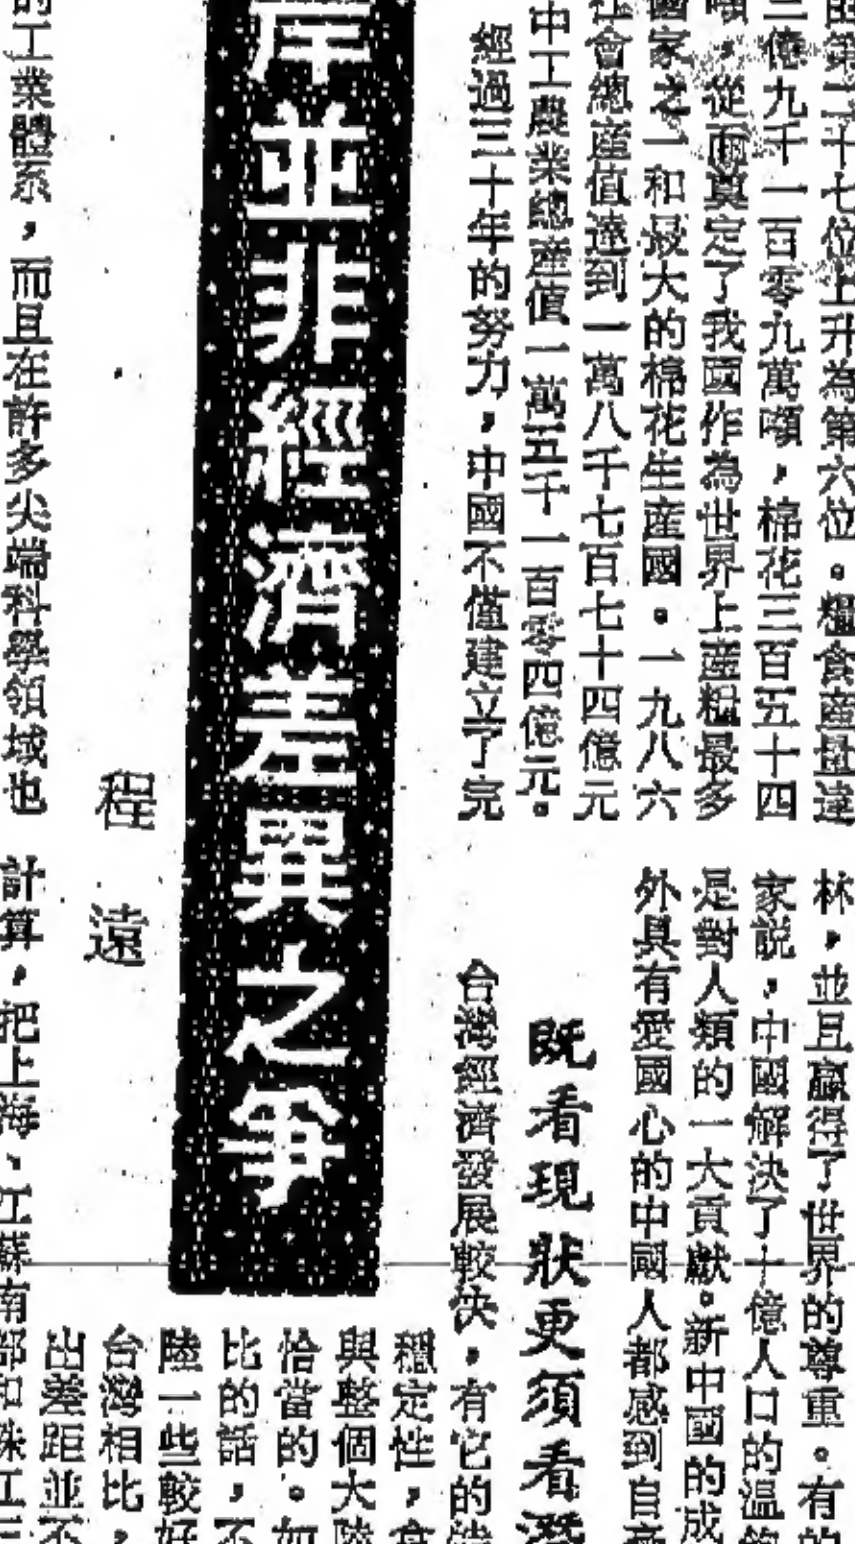 由第二十七位上升為第六位。糧食產量達
三億九千一百零九萬噸，棉花三百五十四
噸，從而奠定了我國作為世界上產糧最多
國家之一和最大的棉花生產國。一九八六
社會總產值達到一萬八千七百七十四億元
中工農業總產值一萬五千一百零四億元。
經過三十年的努力，中國不僅建立了完
並非經濟差異之爭
程遠
的工業體系，而且在許多尖端科學領域也
林，並且贏得了世界的尊重。有的
家說，中國解決了十億人口的溫飽
是對人類的一大貢獻。新中國的成
外具有愛國心的中國人都感到自豪
既看現狀更須看潛
台灣經濟發展較快，有它的
穩定性，
與整個大陸
恰當的。如
比的話，不
陸一些較好
台灣相比，
出差距並不
計算，把上海、江蘇南部和珠江三